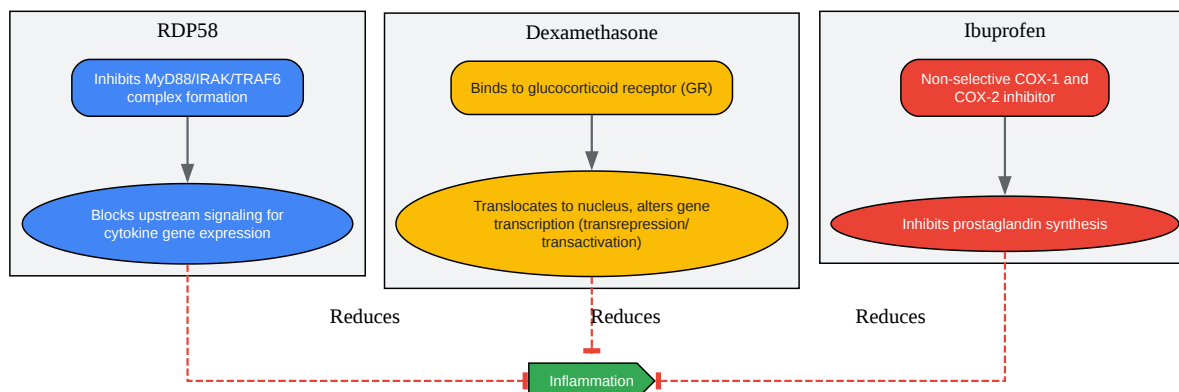 RDP58
Inhibits MyD88/IRAK/TRAF6
complex formation
Blocks upstream signaling for
cytokine gene expression
Dexamethasone
Binds to glucocorticoid receptor (GR)
Translocates to nucleus, alters gene
transcription (transrepression/
transactivation)
Ibuprofen
Non-selective COX-1 and
COX-2 inhibitor
Inhibits prostaglandin synthesis
Reduces
Reduces
Reduces
Inflammation